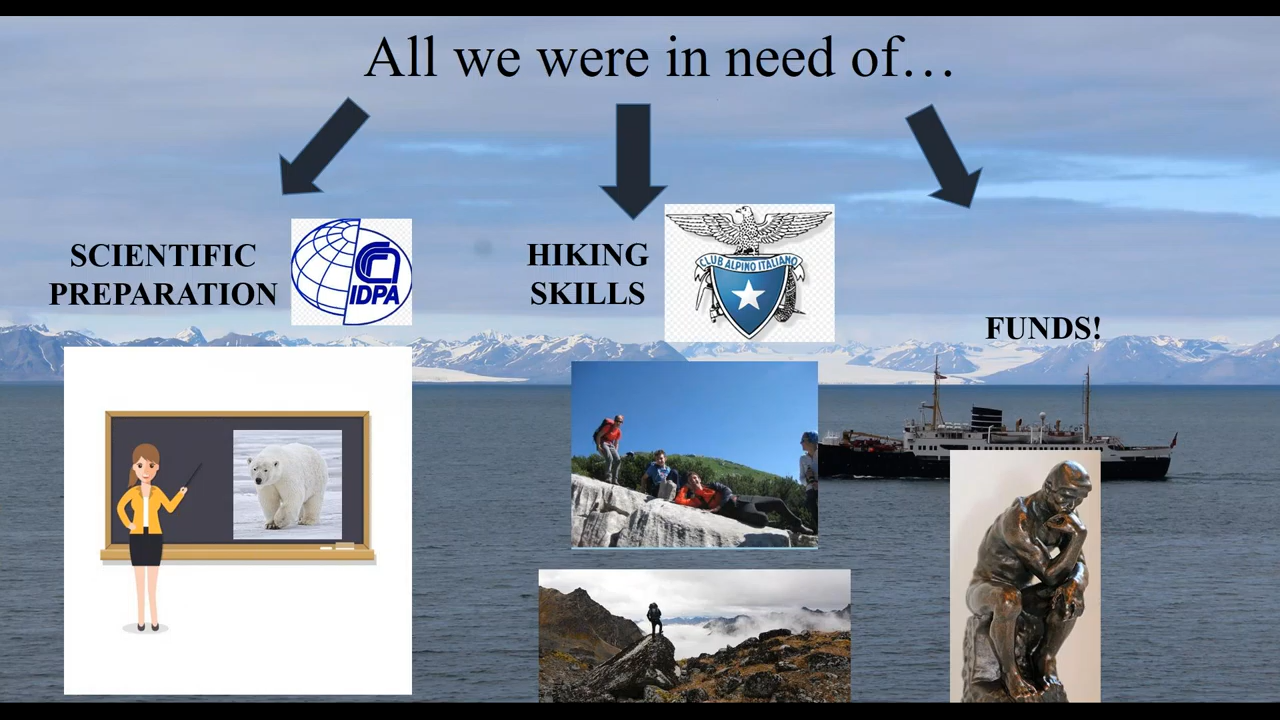 All we were in need of…
SCIENTIFIC
PREPARATION
IDPA
HIKING
SKILLS
CLUB ALPINO ITALIANO
FUNDS!